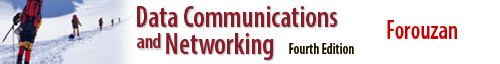 Data Communications
and Networking Fourth Edition
Forouzan